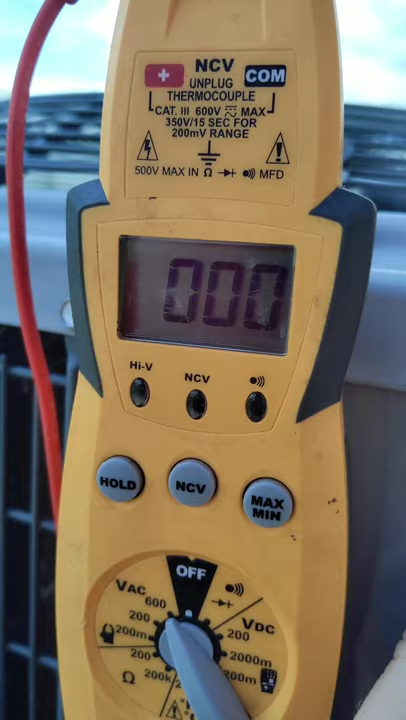 NCV
+ COM
UNPLUG
THERMOCOUPLE
CAT. III 600V MAX
350V/15 SEC FOR
200mV RANGE
500V MAX IN Ω MFD
000
Hi-V NCV
HOLD NCV MAX
MIN
OFF
VAC 600
200
200m
200
Ω 200k
VDC
200
2000m
200m